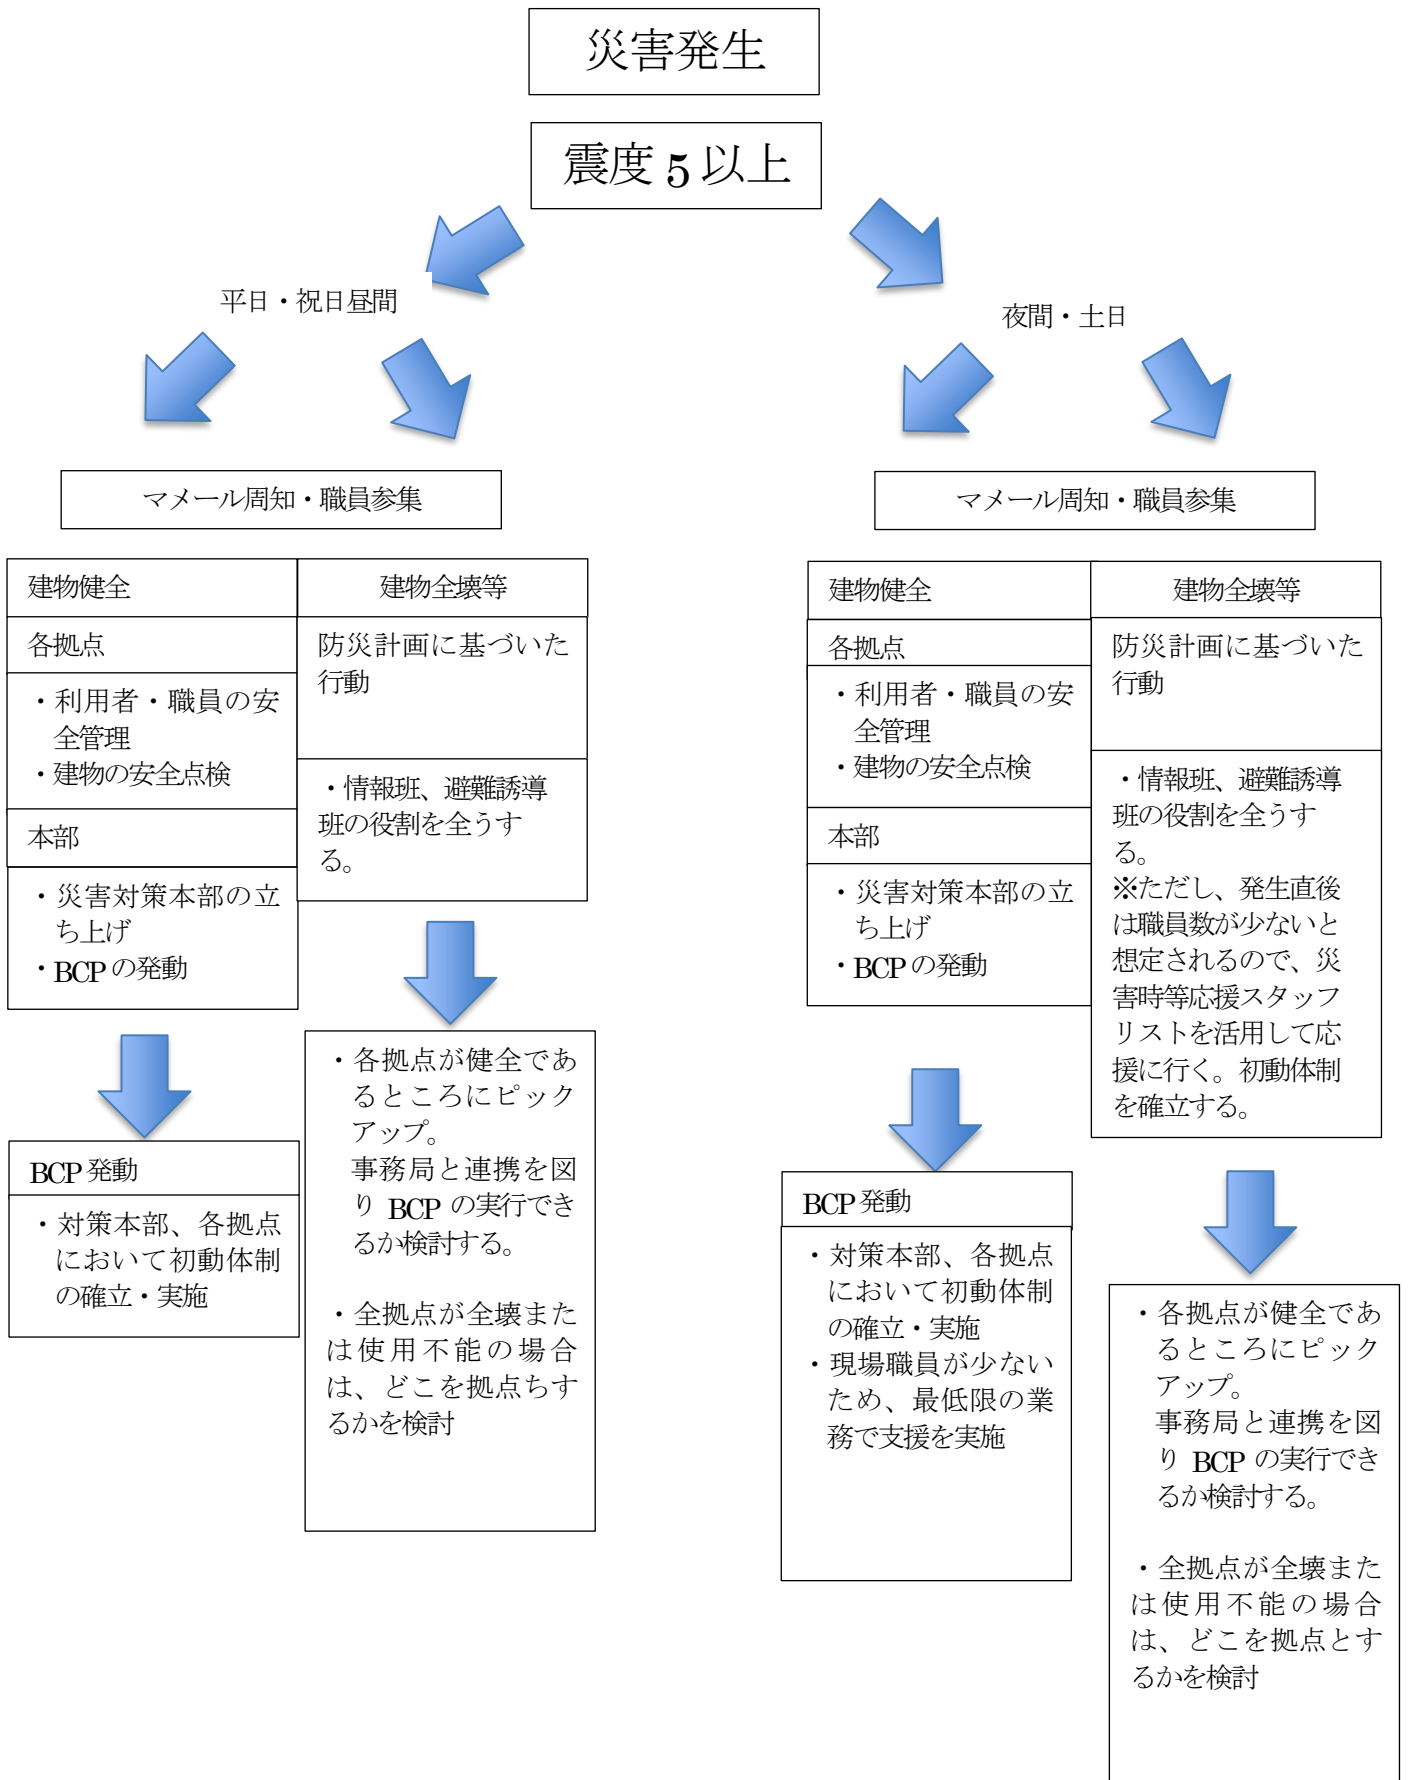 災害発生
震度 5 以上
平日・祝日昼間
夜間・土日
マメール周知・職員参集
建物健全
建物全壊等
各拠点
防災計画に基づいた
行動
・利用者・職員の安
全管理
・建物の安全点検
・情報班、避難誘導
班の役割を全うす
る。
本部
・災害対策本部の立
ち上げ
・BCP の発動
BCP 発動
・対策本部、各拠点
において初動体制
の確立・実施
・各拠点が健全であ
るところにピック
アップ。
事務局と連携を図
り BCP の実行でき
るか検討する。
・全拠点が全壊また
は使用不能の場合
は、どこを拠点ちす
るかを検討
マメール周知・職員参集
建物健全
建物全壊等
各拠点
防災計画に基づいた
行動
・利用者・職員の安
全管理
・建物の安全点検
本部
・災害対策本部の立
ち上げ
・BCP の発動
・情報班、避難誘導
班の役割を全うす
る。
※ただし、発生直後
は職員数が少ないと
想定されるので、災
害時等応援スタッフ
リストを活用して応
援に行く。初動体制
を確立する。
BCP 発動
・対策本部、各拠点
において初動体制
の確立・実施
・現場職員が少ない
ため、最低限の業
務で支援を実施
・各拠点が健全であ
るところにピック
アップ。
事務局と連携を図
り BCP の実行でき
るか検討する。
・全拠点が全壊また
は使用不能の場合
は、どこを拠点とす
るかを検討